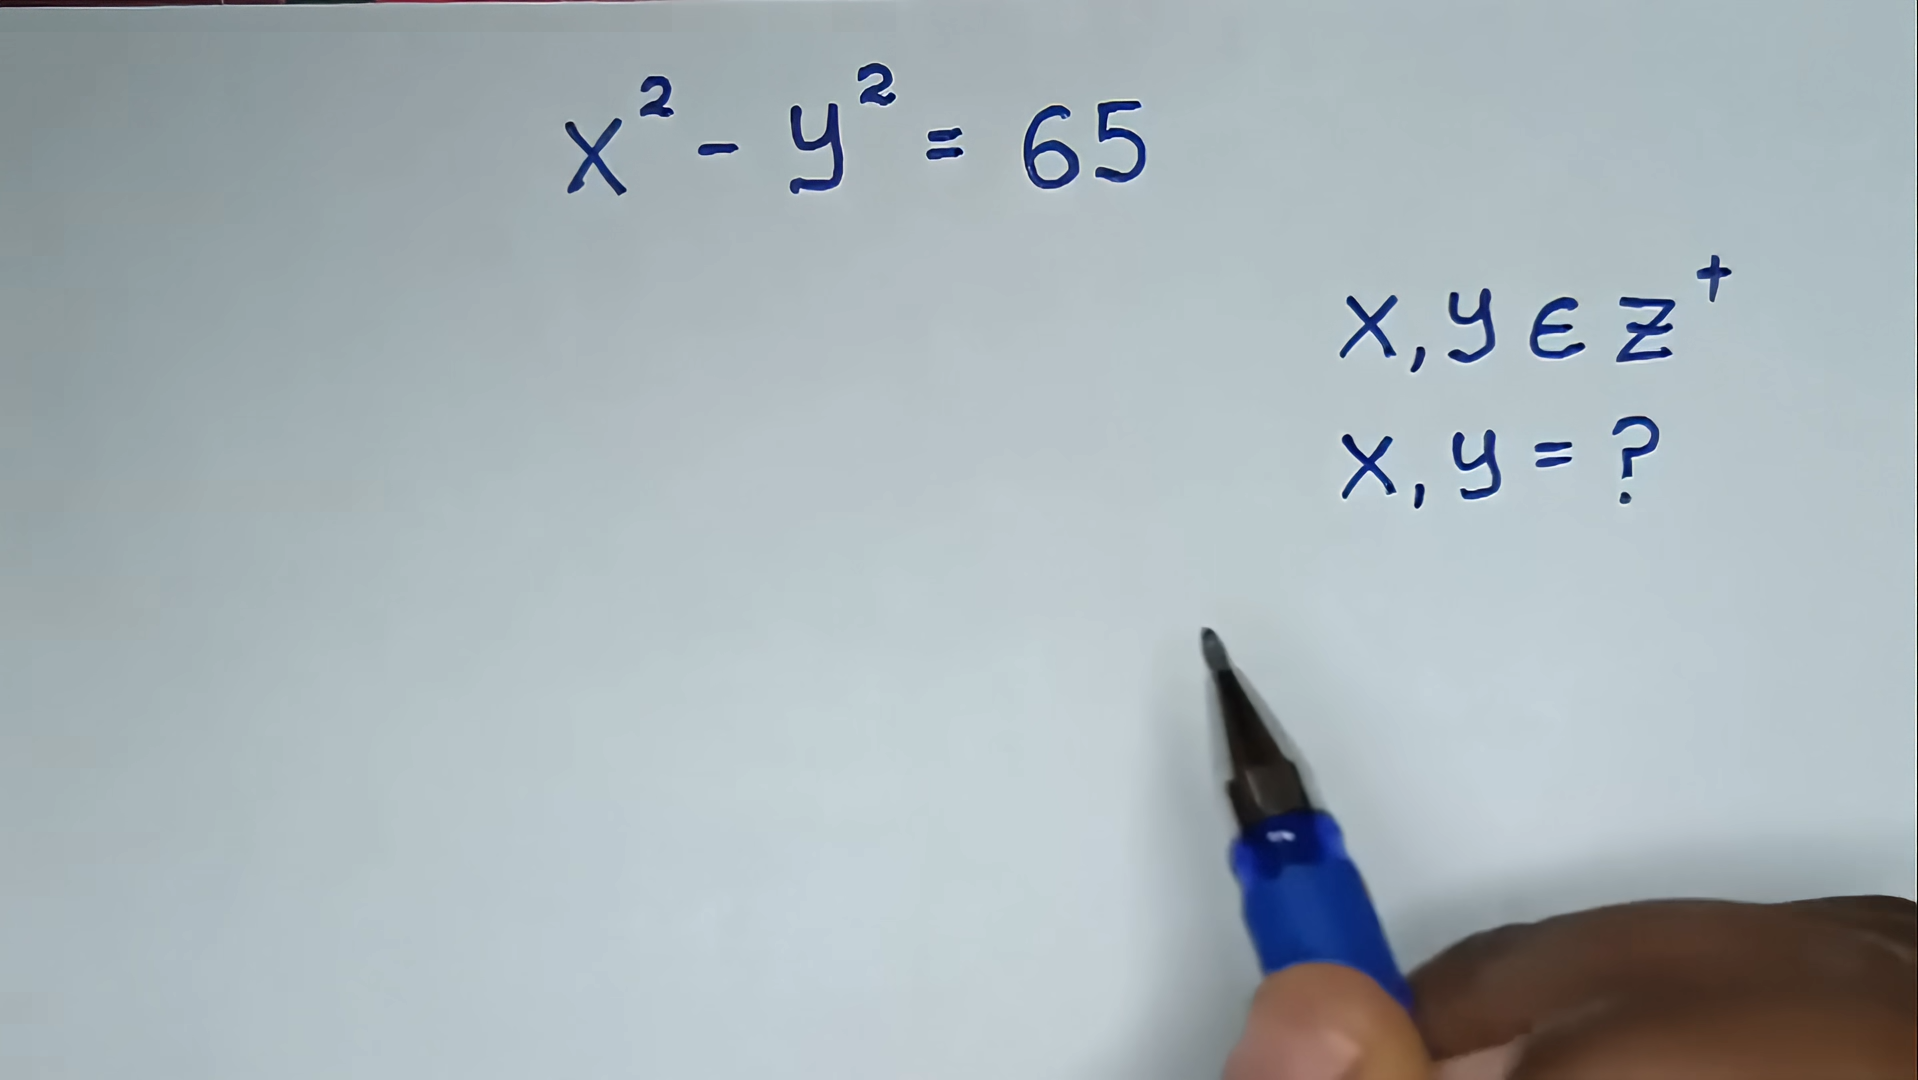 x² - y² = 65
x, y ∈ z⁺
x, y = ?